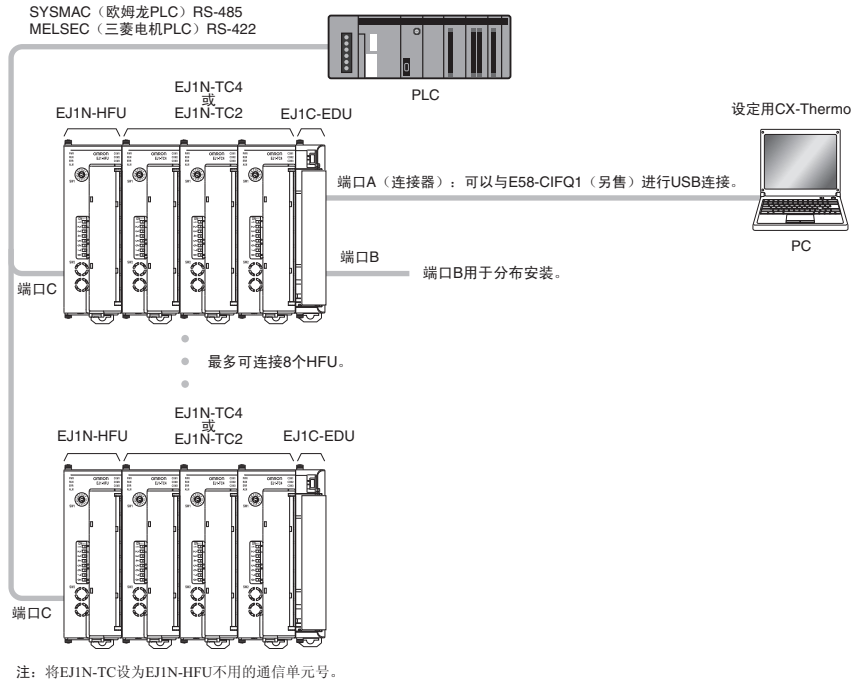 SYSMAC（欧姆龙PLC）RS-485
MELSEC（三菱电机PLC）RS-422
PLC
EJ1N-TC4
或
EJ1N-TC2
EJ1N-HFU
EJ1C-EDU
设定用CX-Thermo
端口A（连接器）：可以与E58-CIFQ1（另售）进行USB连接。
PC
端口B
端口B用于分布安装。
端口C
最多可连接8个HFU。
EJ1N-TC4
或
EJ1N-TC2
EJ1N-HFU
EJ1C-EDU
端口C
注：将EJ1N-TC设为EJ1N-HFU不用的通信单元号。